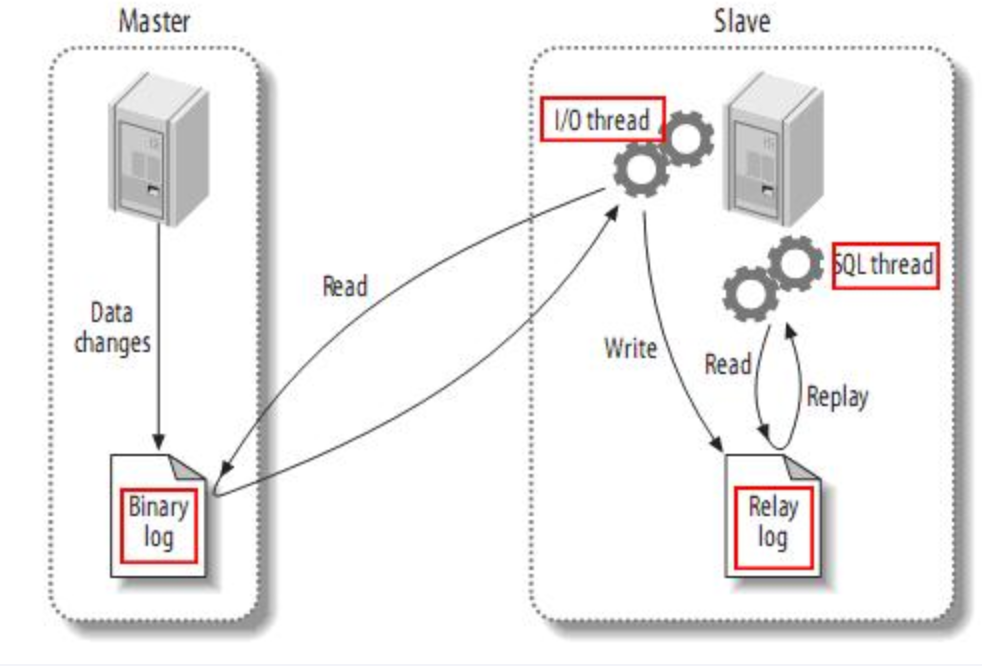 Master
Slave
I/O thread
SQL thread
Read
Data
changes
Write
Read
Replay
Binary
log
Relay
log